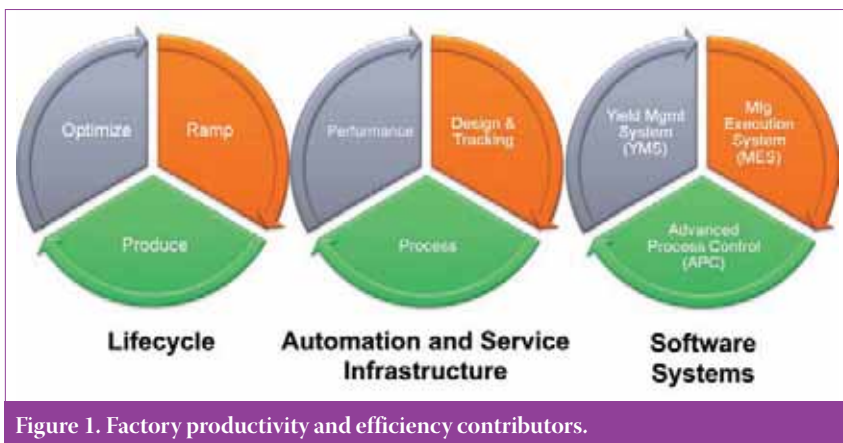 Optimize
Ramp
Produce
Lifecycle
Performance
Design &
Tracking
Process
Automation and Service
Infrastructure
Yield Mgmt
System
(YMS)
Mfg
Execution
System
(MES)
Advanced
Process Control
(APC)
Software
Systems
Figure 1. Factory productivity and efficiency contributors.